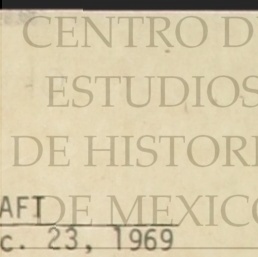 CENTRO D
ESTUDIOS
DE HISTORI
DE MEXICO
AFT
c. 23, 1969